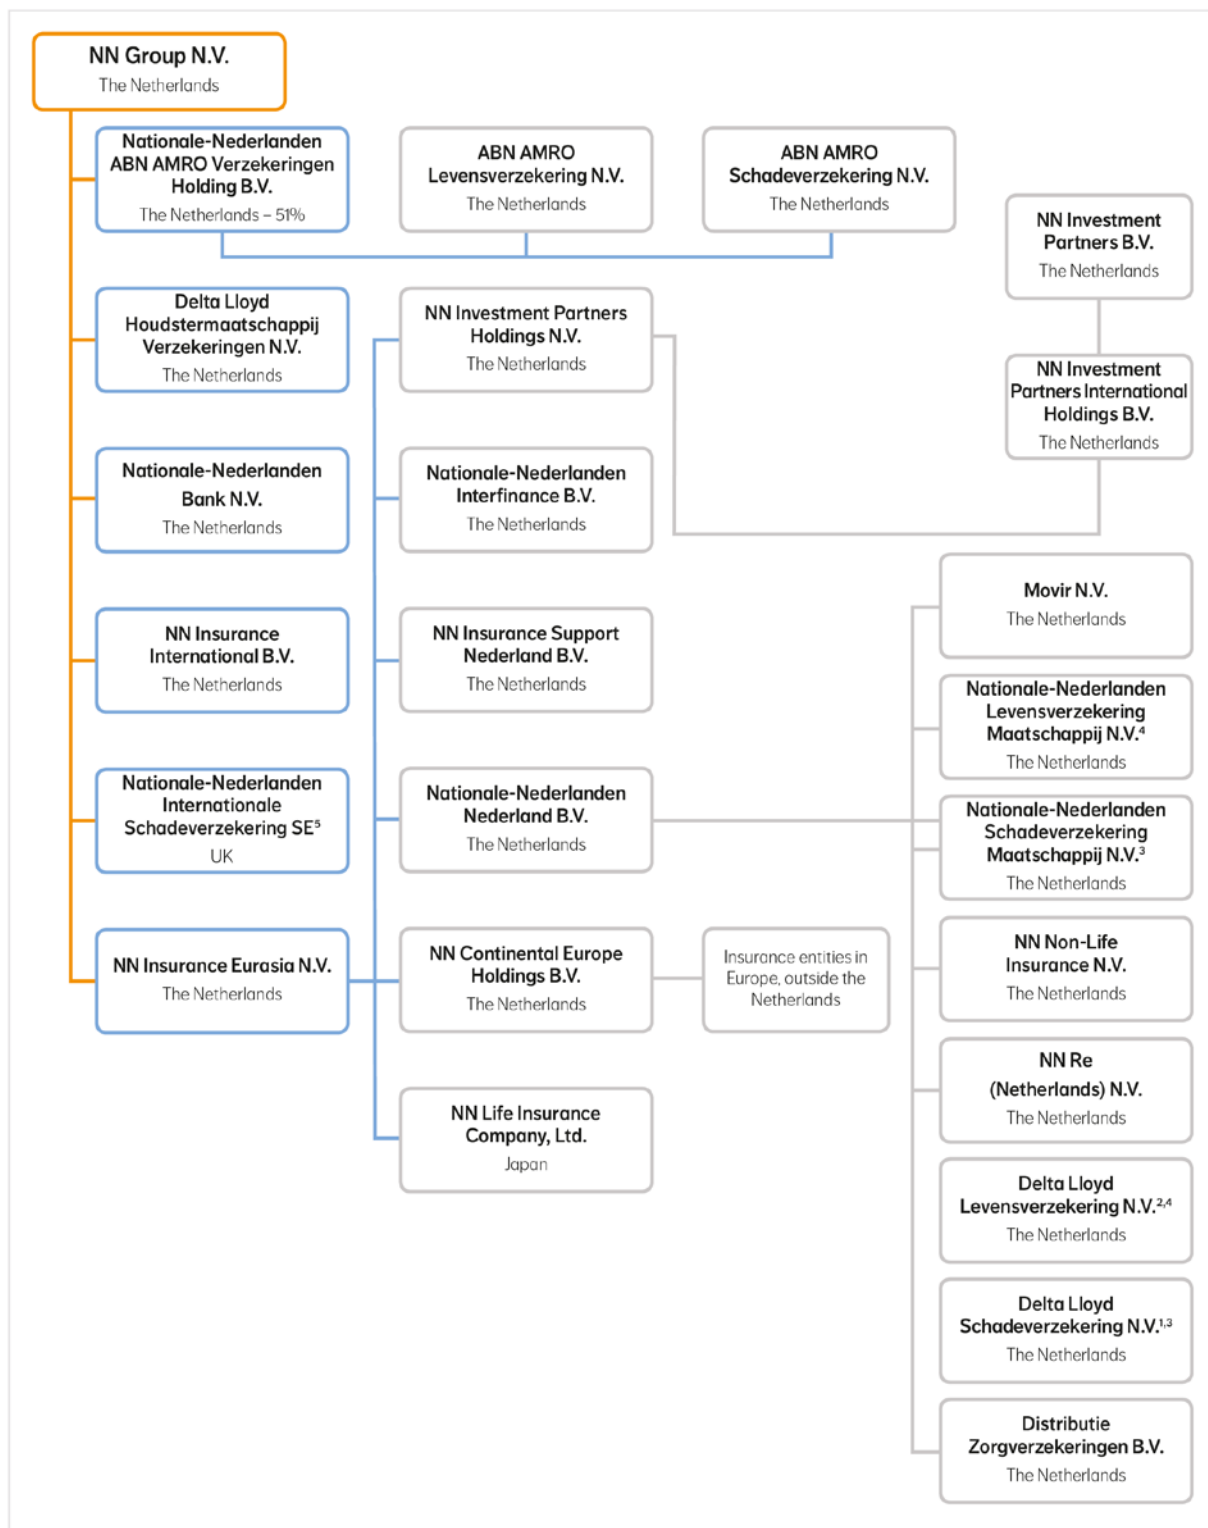 NN Group N.V.
The Netherlands
Nationale-Nederlanden
ABN AMRO Verzekeringen
Holding B.V.
The Netherlands – 51%
ABN AMRO
Levensverzekering N.V.
The Netherlands
ABN AMRO
Schadeverzekering N.V.
The Netherlands
NN Investment
Partners B.V.
The Netherlands
Delta Lloyd
Houdstermaatschappij
Verzekeringen N.V.
The Netherlands
NN Investment Partners
Holdings N.V.
The Netherlands
NN Investment
Partners International
Holdings B.V.
The Netherlands
Nationale-Nederlanden
Bank N.V.
The Netherlands
Nationale-Nederlanden
Interfinance B.V.
The Netherlands
NN Insurance
International B.V.
The Netherlands
NN Insurance Support
Nederland B.V.
The Netherlands
Nationale-Nederlanden
Internationale
Schadeverzekering SE⁵
UK
Nationale-Nederlanden
Nederland B.V.
The Netherlands
NN Insurance Eurasia N.V.
The Netherlands
NN Continental Europe
Holdings B.V.
The Netherlands
Insurance entities in
Europe, outside the
Netherlands
NN Life Insurance
Company, Ltd.
Japan
Movir N.V.
The Netherlands
Nationale-Nederlanden
Levensverzekering
Maatschappij N.V.⁴
The Netherlands
Nationale-Nederlanden
Schadeverzekering
Maatschappij N.V.³
The Netherlands
NN Non-Life
Insurance N.V.
The Netherlands
NN Re
(Netherlands) N.V.
The Netherlands
Delta Lloyd
Levensverzekering N.V.²,⁴
The Netherlands
Delta Lloyd
Schadeverzekering N.V.¹,³
The Netherlands
Distributie
Zorgverzekeringen B.V.
The Netherlands